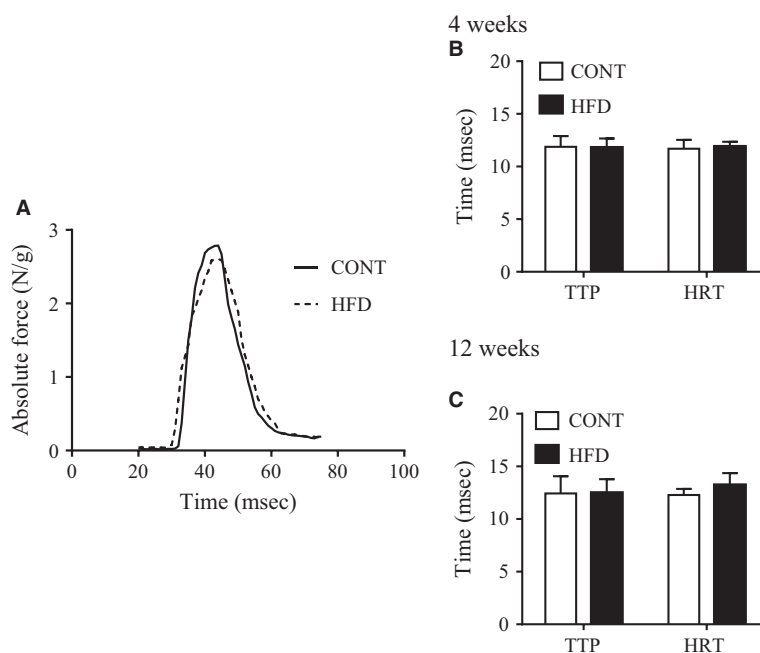 A
Absolute force (N/g)
3
2
1
0
0 20 40 60 80 100
Time (msec)
CONT
HFD
4 weeks
B
Time (msec)
20
15
10
5
0
CONT
HFD
TTP HRT
12 weeks
C
Time (msec)
20
15
10
5
0
CONT
HFD
TTP HRT